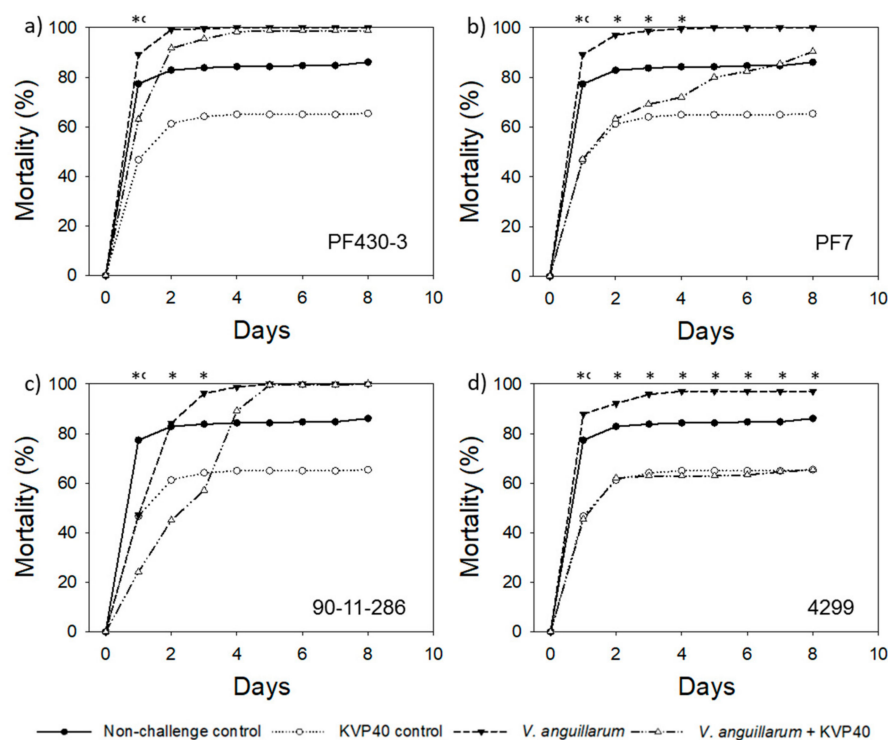 a) *c
b) *c * * *
100 100
80 80
60 60
40 40
20 20
0 0
Mortality (%) Mortality (%)
PF430-3 PF7
0 2 4 6 8 10 0 2 4 6 8 10
Days Days
c) *c * *
d) *c * * * * * * *
100 100
80 80
60 60
40 40
20 20
0 0
Mortality (%) Mortality (%)
90-11-286 4299
0 2 4 6 8 10 0 2 4 6 8 10
Days Days
Non-challenge control KVP40 control V. anguillarum V. anguillarum + KVP40